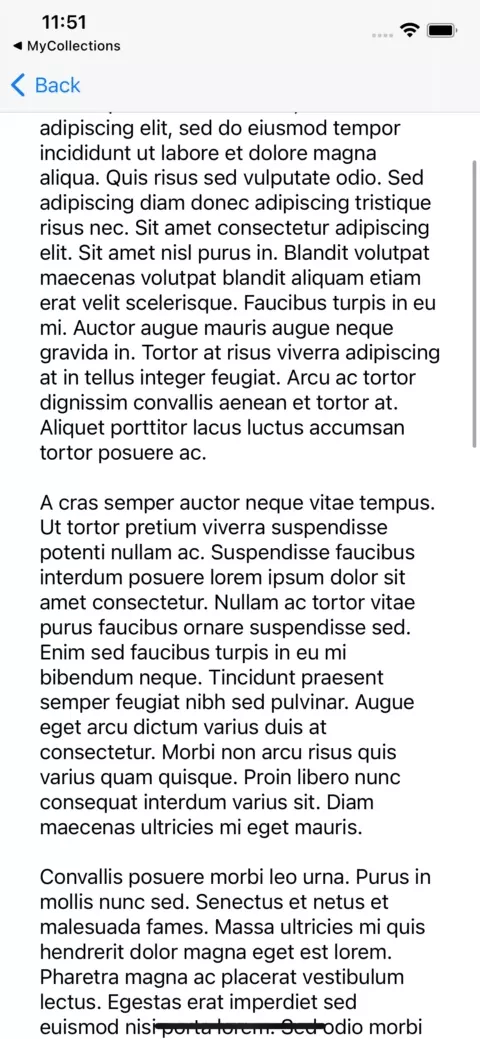 11:51
MyCollections
Back
adipiscing elit, sed do eiusmod tempor
incididunt ut labore et dolore magna
aliqua. Quis risus sed vulputate odio. Sed
adipiscing diam donec adipiscing tristique
risus nec. Sit amet consectetur adipiscing
elit. Sit amet nisl purus in. Blandit volutpat
maecenas volutpat blandit aliquam etiam
erat velit scelerisque. Faucibus turpis in eu
mi. Auctor augue mauris augue neque
gravida in. Tortor at risus viverra adipiscing
at in tellus integer feugiat. Arcu ac tortor
dignissim convallis aenean et tortor at.
Aliquet porttitor lacus luctus accumsan
tortor posuere ac.
A cras semper auctor neque vitae tempus.
Ut tortor pretium viverra suspendisse
potenti nullam ac. Suspendisse faucibus
interdum posuere lorem ipsum dolor sit
amet consectetur. Nullam ac tortor vitae
purus faucibus ornare suspendisse sed.
Enim sed faucibus turpis in eu mi
bibendum neque. Tincidunt praesent
semper feugiat nibh sed pulvinar. Augue
eget arcu dictum varius duis at
consectetur. Morbi non arcu risus quis
varius quam quisque. Proin libero nunc
consequat interdum varius sit. Diam
maecenas ultricies mi eget mauris.
Convallis posuere morbi leo urna. Purus in
mollis nunc sed. Senectus et netus et
malesuada fames. Massa ultricies mi quis
hendrerit dolor magna eget est lorem.
Pharetra magna ac placerat vestibulum
lectus. Egestas erat imperdiet sed
euismod nisi porta lorem. Sed odio morbi